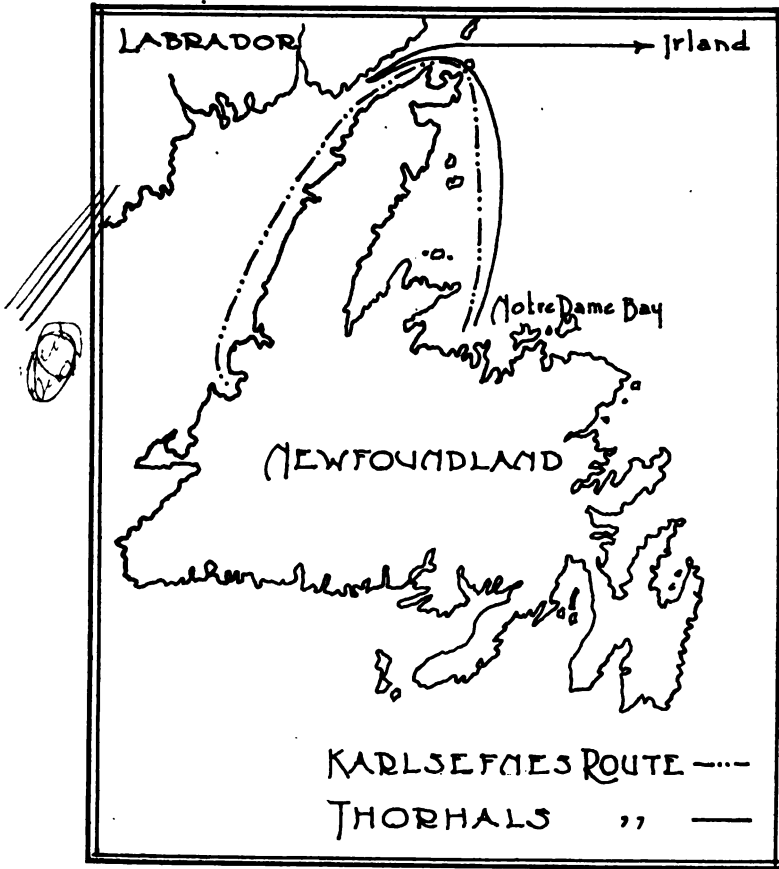 LABRADOR
Irland
Notre Dame Bay
NEWFOUNDLAND
KARLSEFNES ROUTE -··-
THORHALS ,, —